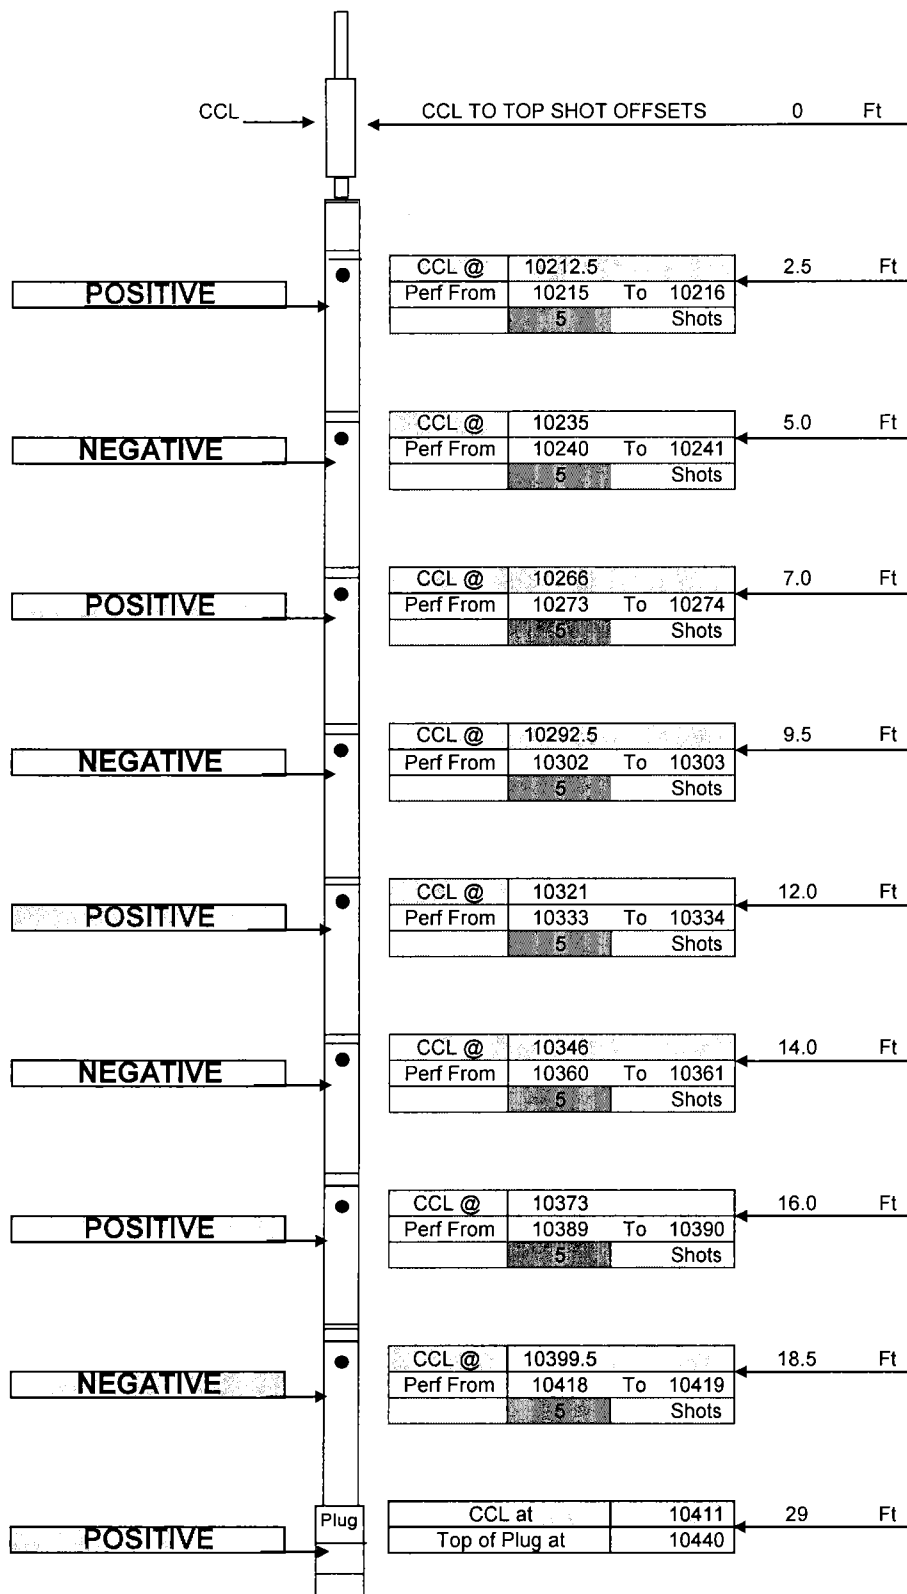 CCL CCL TO TOP SHOT OFFSETS 0 Ft
CCL @ 10212.5 2.5 Ft
POSITIVE Perf From 10215 To 10216
5 Shots
CCL @ 10235 5.0 Ft
NEGATIVE Perf From 10240 To 10241
5 Shots
CCL @ 10266 7.0 Ft
POSITIVE Perf From 10273 To 10274
5 Shots
CCL @ 10292.5 9.5 Ft
NEGATIVE Perf From 10302 To 10303
5 Shots
CCL @ 10321 12.0 Ft
POSITIVE Perf From 10333 To 10334
5 Shots
CCL @ 10346 14.0 Ft
NEGATIVE Perf From 10360 To 10361
5 Shots
CCL @ 10373 16.0 Ft
POSITIVE Perf From 10389 To 10390
5 Shots
CCL @ 10399.5 18.5 Ft
NEGATIVE Perf From 10418 To 10419
5 Shots
Plug CCL at 10411 29 Ft
POSITIVE Top of Plug at 10440